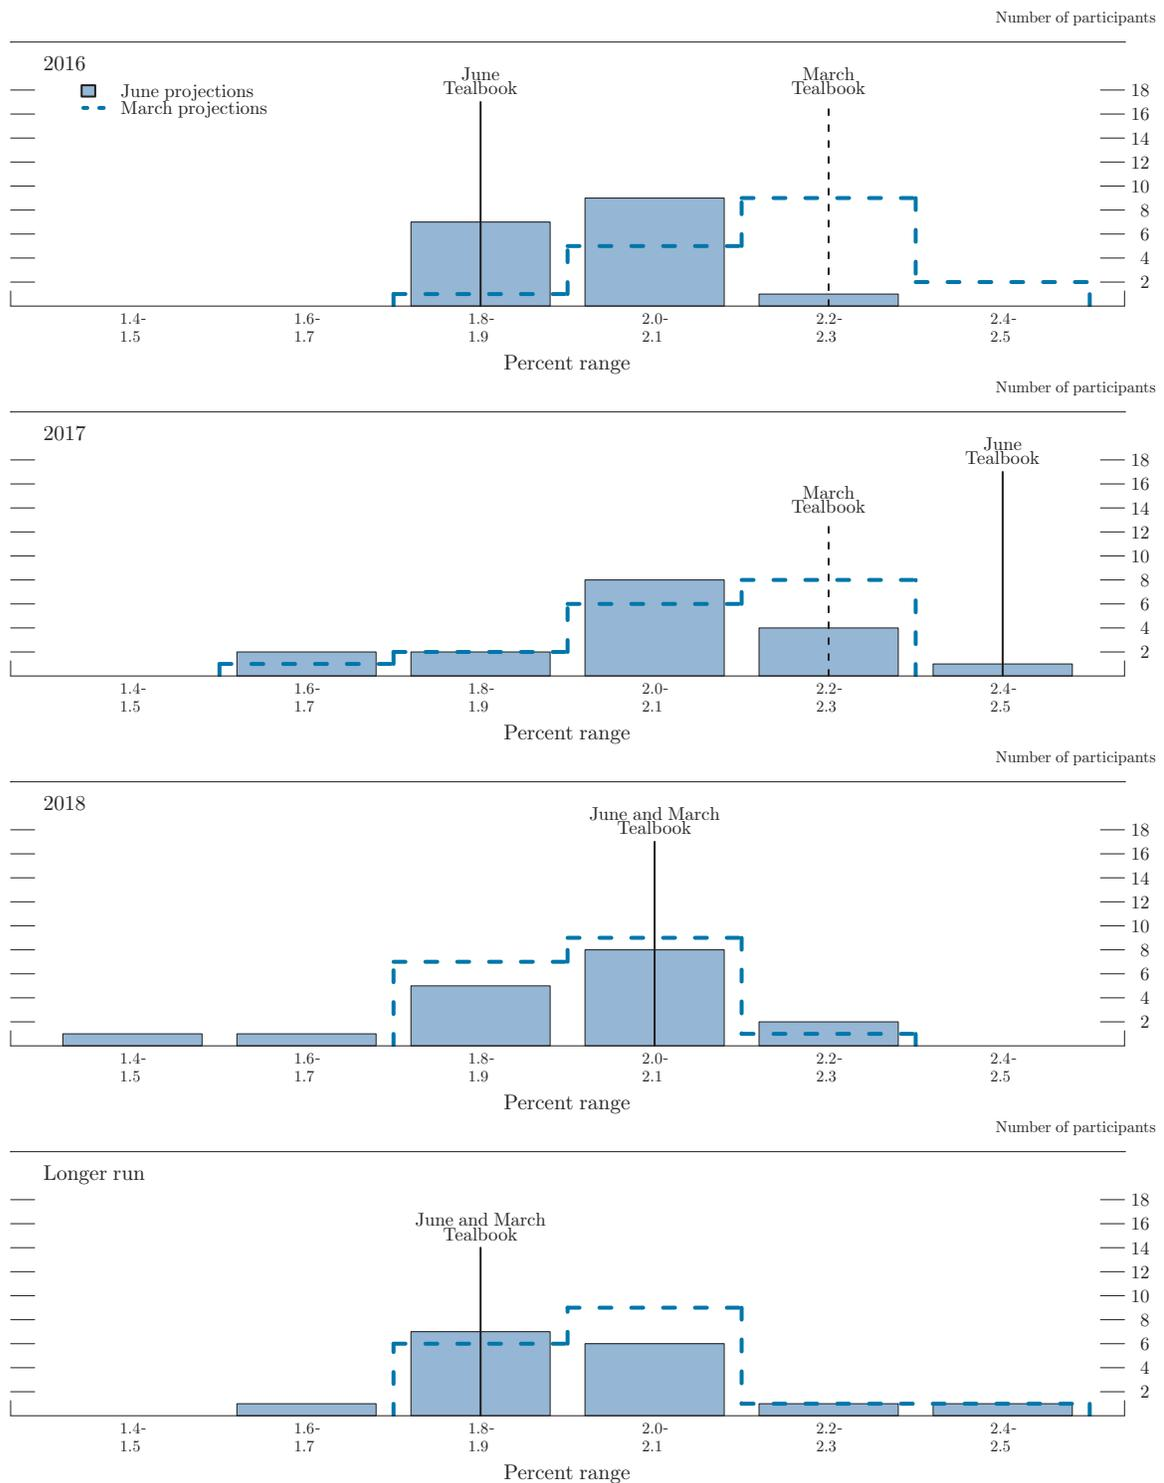 Number of participants
2016
June projections
March projections
June
Tealbook
March
Tealbook
18
16
14
12
10
8
6
4
2
1.4- 1.6- 1.8- 2.0- 2.2- 2.4-
1.5 1.7 1.9 2.1 2.3 2.5
Percent range
Number of participants
2017
March
Tealbook
June
Tealbook
18
16
14
12
10
8
6
4
2
1.4- 1.6- 1.8- 2.0- 2.2- 2.4-
1.5 1.7 1.9 2.1 2.3 2.5
Percent range
Number of participants
2018
June and March
Tealbook
18
16
14
12
10
8
6
4
2
1.4- 1.6- 1.8- 2.0- 2.2- 2.4-
1.5 1.7 1.9 2.1 2.3 2.5
Percent range
Number of participants
Longer run
June and March
Tealbook
18
16
14
12
10
8
6
4
2
1.4- 1.6- 1.8- 2.0- 2.2- 2.4-
1.5 1.7 1.9 2.1 2.3 2.5
Percent range